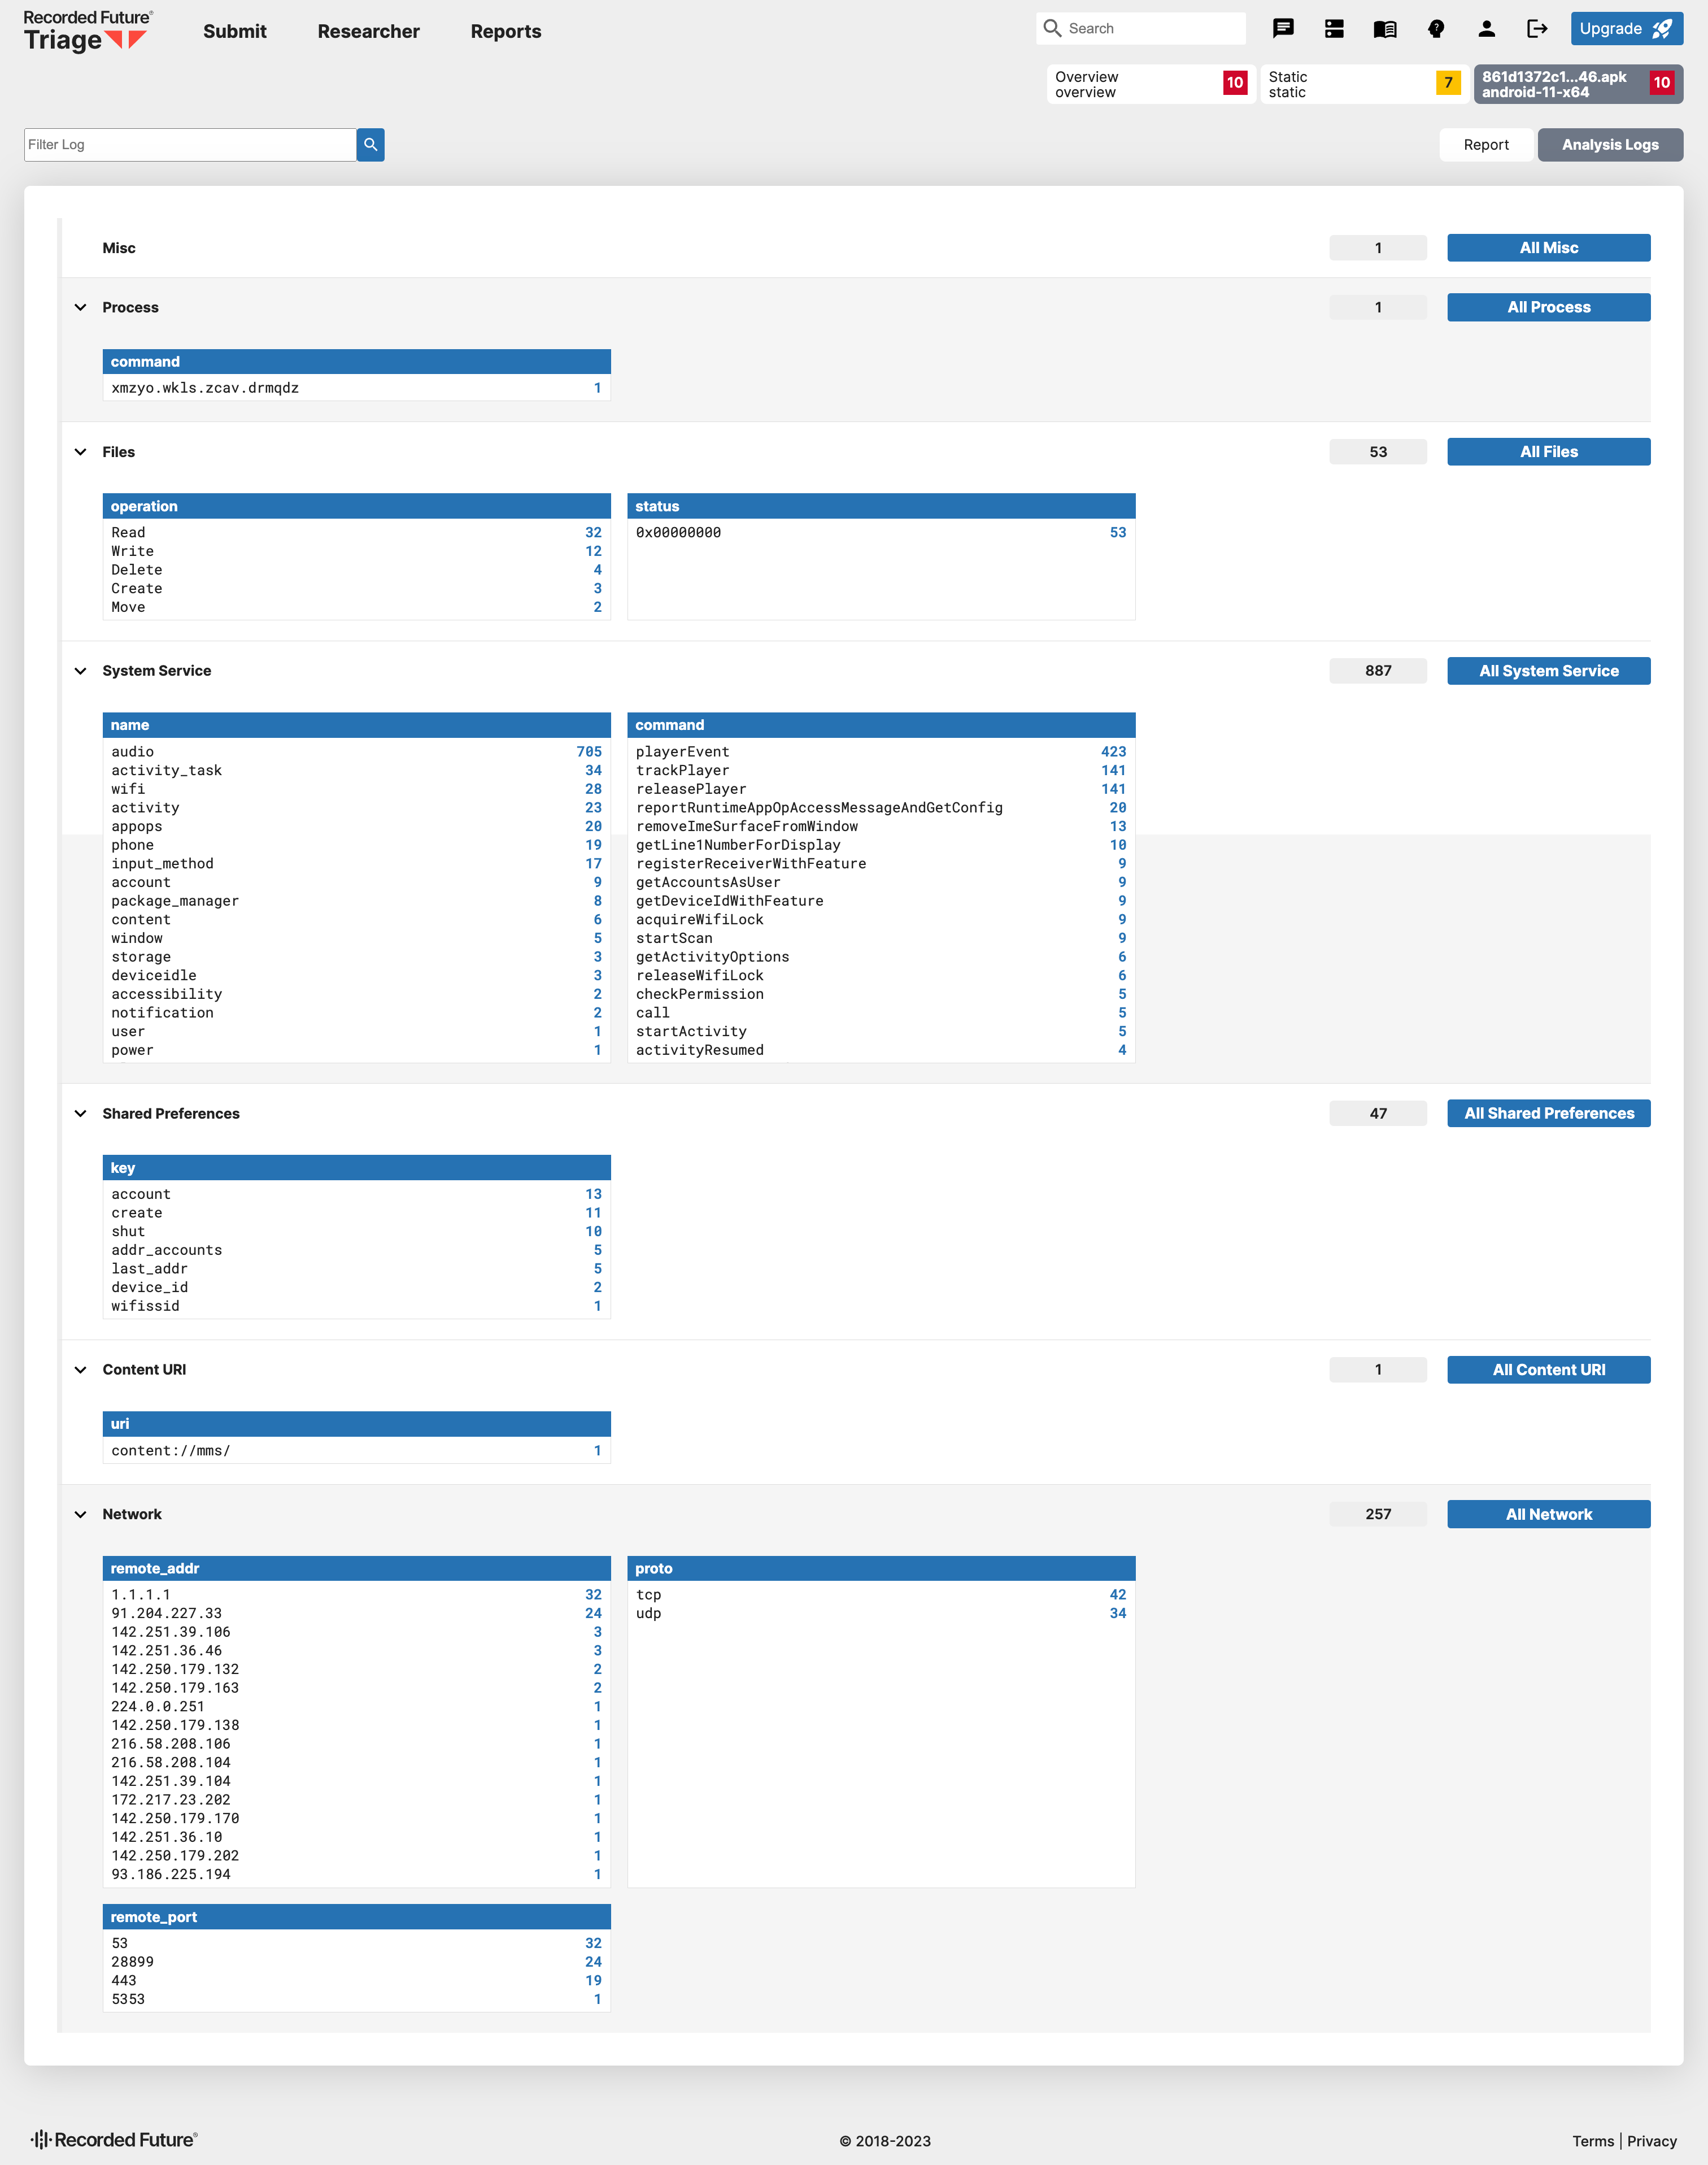 Recorded Future®
Triage
Submit
Researcher
Reports
Search
Upgrade
Overview
overview
10
Static
static
7
861d1372c1...46.apk
android-11-x64
10
Filter Log
Report
Analysis Logs
Misc
1
All Misc
Process
1
All Process
command
xmzyo.wkls.zcav.drmqdz 1
Files
53
All Files
operation
Read 32
Write 12
Delete 4
Create 3
Move 2
status
0x00000000 53
System Service
887
All System Service
name
audio 705
activity_task 34
wifi 28
activity 23
appops 20
phone 19
input_method 17
account 9
package_manager 8
content 6
window 5
storage 3
deviceidle 3
accessibility 2
notification 2
user 1
power 1
command
playerEvent 423
trackPlayer 141
releasePlayer 141
reportRuntimeAppOpAccessMessageAndGetConfig 20
removeImeSurfaceFromWindow 13
getLine1NumberForDisplay 10
registerReceiverWithFeature 9
getAccountsAsUser 9
getDeviceIdWithFeature 9
acquireWifiLock 9
startScan 9
getActivityOptions 6
releaseWifiLock 6
checkPermission 5
call 5
startActivity 5
activityResumed 4
Shared Preferences
47
All Shared Preferences
key
account 13
create 11
shut 10
addr_accounts 5
last_addr 5
device_id 2
wifissid 1
Content URI
1
All Content URI
uri
content://mms/ 1
Network
257
All Network
remote_addr
1.1.1.1 32
91.204.227.33 24
142.251.39.106 3
142.251.36.46 3
142.250.179.132 2
142.250.179.163 2
224.0.0.251 1
142.250.179.138 1
216.58.208.106 1
216.58.208.104 1
142.251.39.104 1
172.217.23.202 1
142.250.179.170 1
142.251.36.10 1
142.250.179.202 1
93.186.225.194 1
proto
tcp 42
udp 34
remote_port
53 32
28899 24
443 19
5353 1
Recorded Future®
© 2018-2023
Terms | Privacy